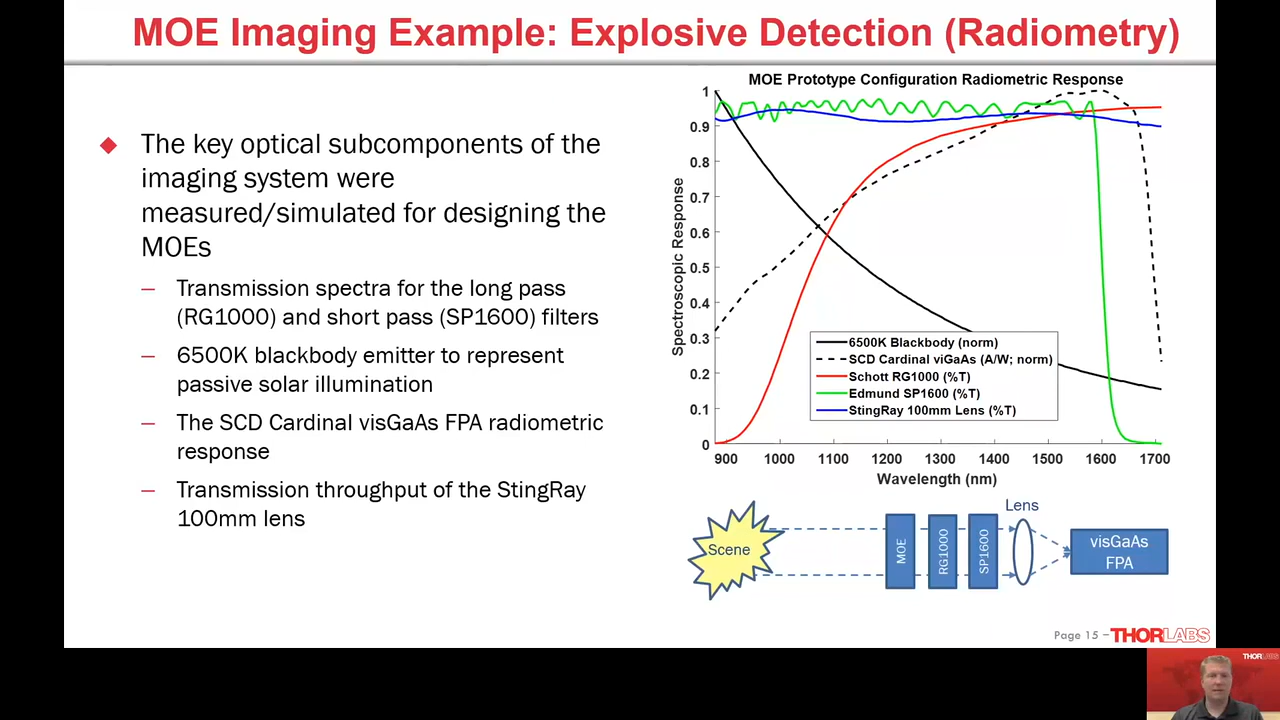 MOE Imaging Example: Explosive Detection (Radiometry)
The key optical subcomponents of the
imaging system were
measured/simulated for designing the
MOEs
Transmission spectra for the long pass
(RG1000) and short pass (SP1600) filters
6500K blackbody emitter to represent
passive solar illumination
The SCD Cardinal visGaAs FPA radiometric
response
Transmission throughput of the StingRay
100mm lens
MOE Prototype Configuration Radiometric Response
Spectroscopic Response
1
0.9
0.8
0.7
0.6
0.5
0.4
0.3
0.2
0.1
0
6500K Blackbody (norm)
SCD Cardinal viGaAs (A/W; norm)
Schott RG1000 (%T)
Edmund SP1600 (%T)
StingRay 100mm Lens (%T)
900 1000 1100 1200 1300 1400 1500 1600 1700
Wavelength (nm)
Scene
MOE
RG1000
SP1600
Lens
visGaAs
FPA
Page 15 – THORLABS
THORLABS